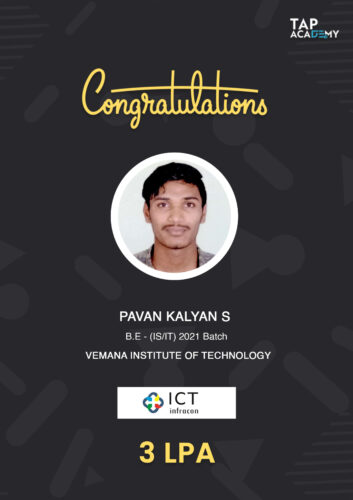 TAP
ACADEMY
Congratulations
PAVAN KALYAN S
B.E - (IS/IT) 2021 Batch
VEMANA INSTITUTE OF TECHNOLOGY
ICT
infracon
3 LPA